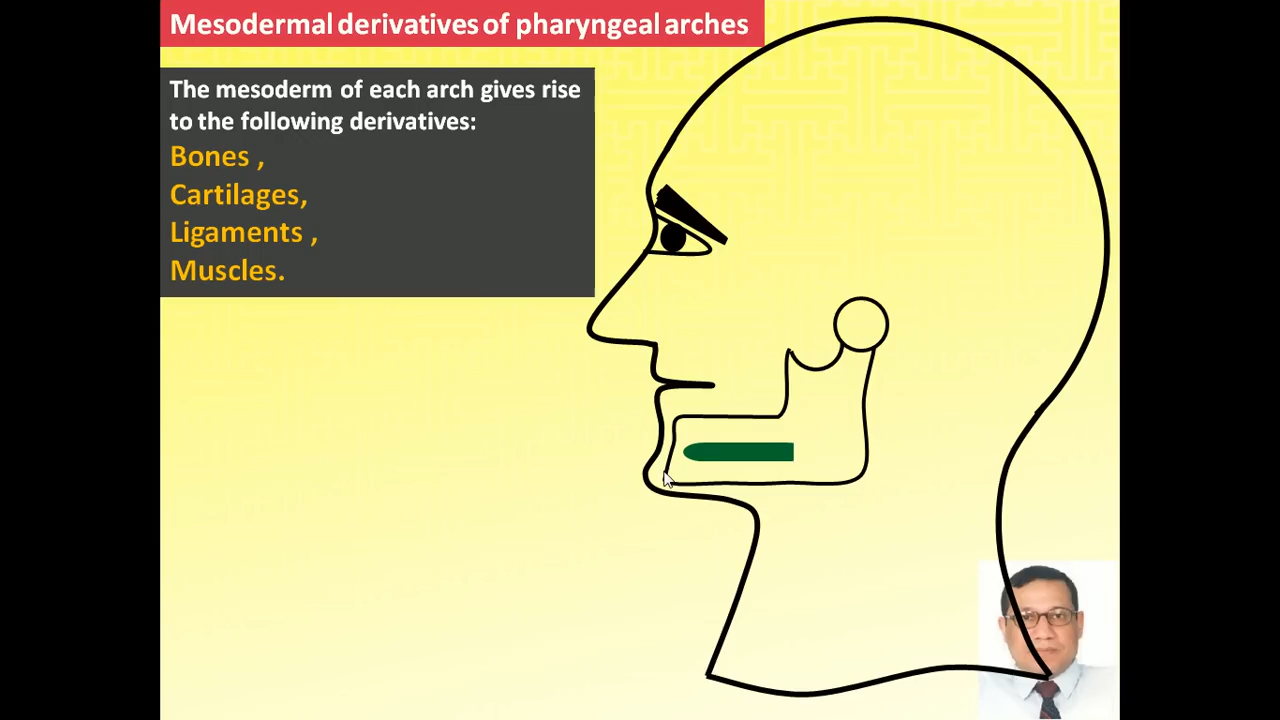 Mesodermal derivatives of pharyngeal arches
The mesoderm of each arch gives rise
to the following derivatives:
Bones ,
Cartilages,
Ligaments ,
Muscles.